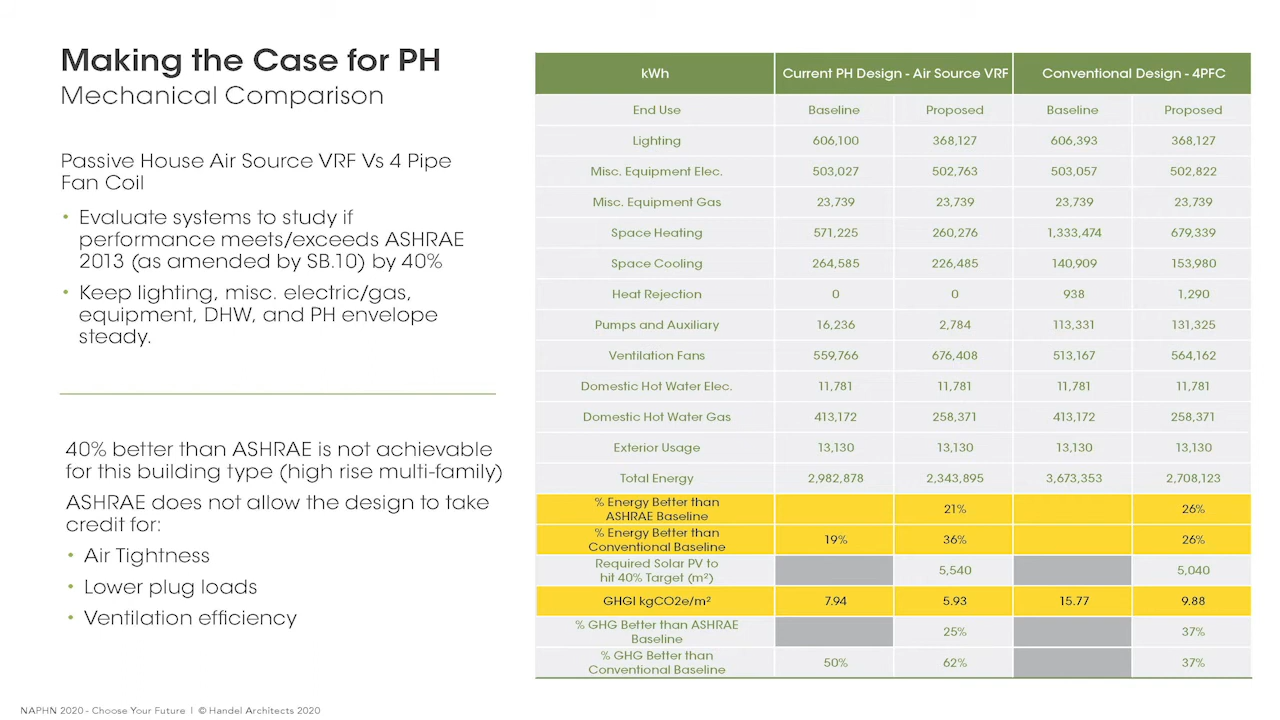 Making the Case for PH
Mechanical Comparison
Passive House Air Source VRF Vs 4 Pipe
Fan Coil
• Evaluate systems to study if
performance meets/exceeds ASHRAE
2013 (as amended by SB.10) by 40%
• Keep lighting, misc. electric/gas,
equipment, DHW, and PH envelope
steady.
40% better than ASHRAE is not achievable
for this building type (high rise multi-family)
ASHRAE does not allow the design to take
credit for:
• Air Tightness
• Lower plug loads
• Ventilation efficiency
kWh Current PH Design - Air Source VRF Conventional Design - 4PFC
End Use Baseline Proposed Baseline Proposed
Lighting 606,100 368,127 606,393 368,127
Misc. Equipment Elec. 503,027 502,763 503,057 502,822
Misc. Equipment Gas 23,739 23,739 23,739 23,739
Space Heating 571,225 260,276 1,333,474 679,339
Space Cooling 264,585 226,485 140,909 153,980
Heat Rejection 0 0 938 1,290
Pumps and Auxiliary 16,236 2,784 113,331 131,325
Ventilation Fans 559,766 676,408 513,167 564,162
Domestic Hot Water Elec. 11,781 11,781 11,781 11,781
Domestic Hot Water Gas 413,172 258,371 413,172 258,371
Exterior Usage 13,130 13,130 13,130 13,130
Total Energy 2,982,878 2,343,895 3,673,353 2,708,123
% Energy Better than
ASHRAE Baseline 21% 26%
% Energy Better than
Conventional Baseline 19% 36% 26%
Required Solar PV to
hit 40% Target (m²) 5,540 5,040
GHGI kgCO2e/m² 7.94 5.93 15.77 9.88
% GHG Better than ASHRAE
Baseline 25% 37%
% GHG Better than
Conventional Baseline 50% 62% 37%
NAPHN 2020 - Choose Your Future | © Handel Architects 2020